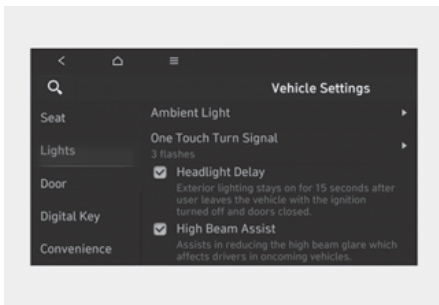 Vehicle Settings
Seat
Lights
Door
Digital Key
Convenience
Ambient Light
One Touch Turn Signal
3 flashes
Headlight Delay
Exterior lighting stays on for 15 seconds after
user leaves the vehicle with the ignition
turned off and doors closed.
High Beam Assist
Assists in reducing the high beam glare which
affects drivers in oncoming vehicles.